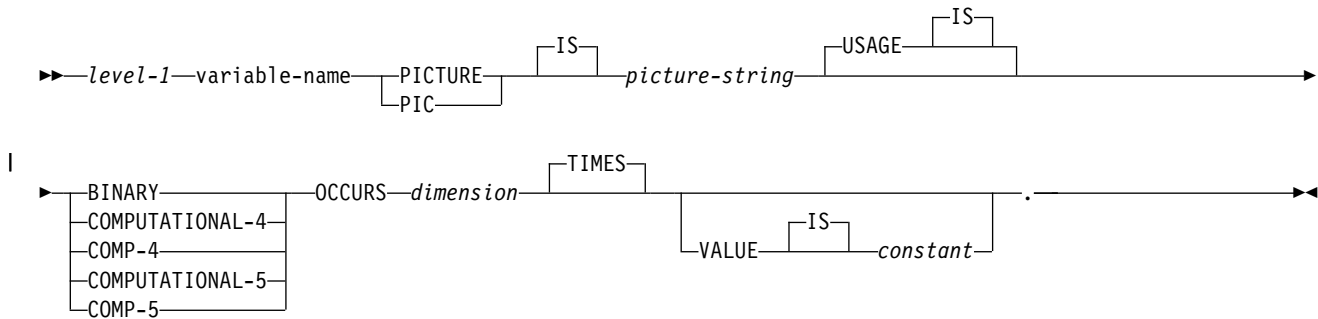 IS
USAGE IS
level-1 variable-name PICTURE IS picture-string
PIC
|
TIMES
BINARY OCCURS dimension .
COMPUTATIONAL-4 IS
COMP-4 VALUE constant
COMPUTATIONAL-5
COMP-5